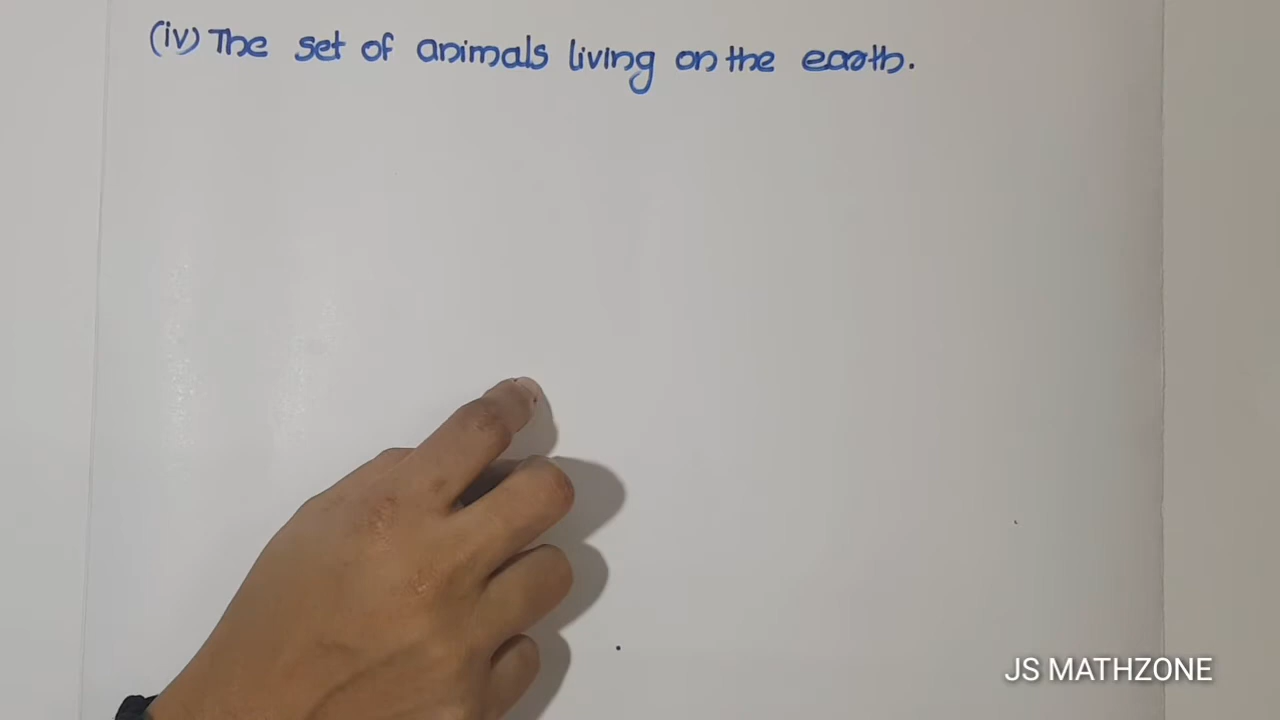 (iv) The set of animals living on the earth.
JS MATHZONE